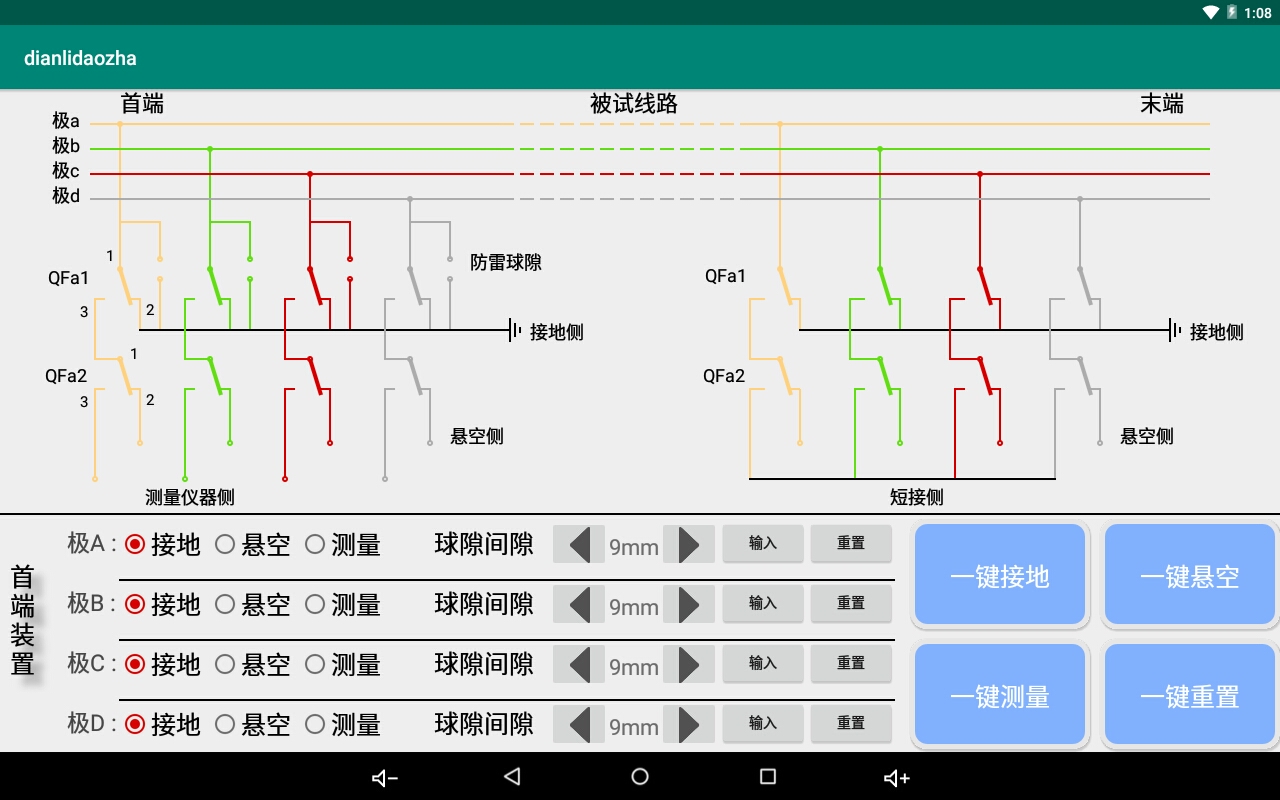 1:08
dianlidaozha
首端 被试线路 末端
极a
极b
极c
极d
1
防雷球隙
QFa1 QFa1
3 2
接地侧 接地侧
1
QFa2 QFa2
3 2
悬空侧 悬空侧
测量仪器侧 短接侧
首端装置
极A : 接地 悬空 测量 球隙间隙 9mm 输入 重置
极B : 接地 悬空 测量 球隙间隙 9mm 输入 重置
极C : 接地 悬空 测量 球隙间隙 9mm 输入 重置
极D : 接地 悬空 测量 球隙间隙 9mm 输入 重置
一键接地 一键悬空
一键测量 一键重置